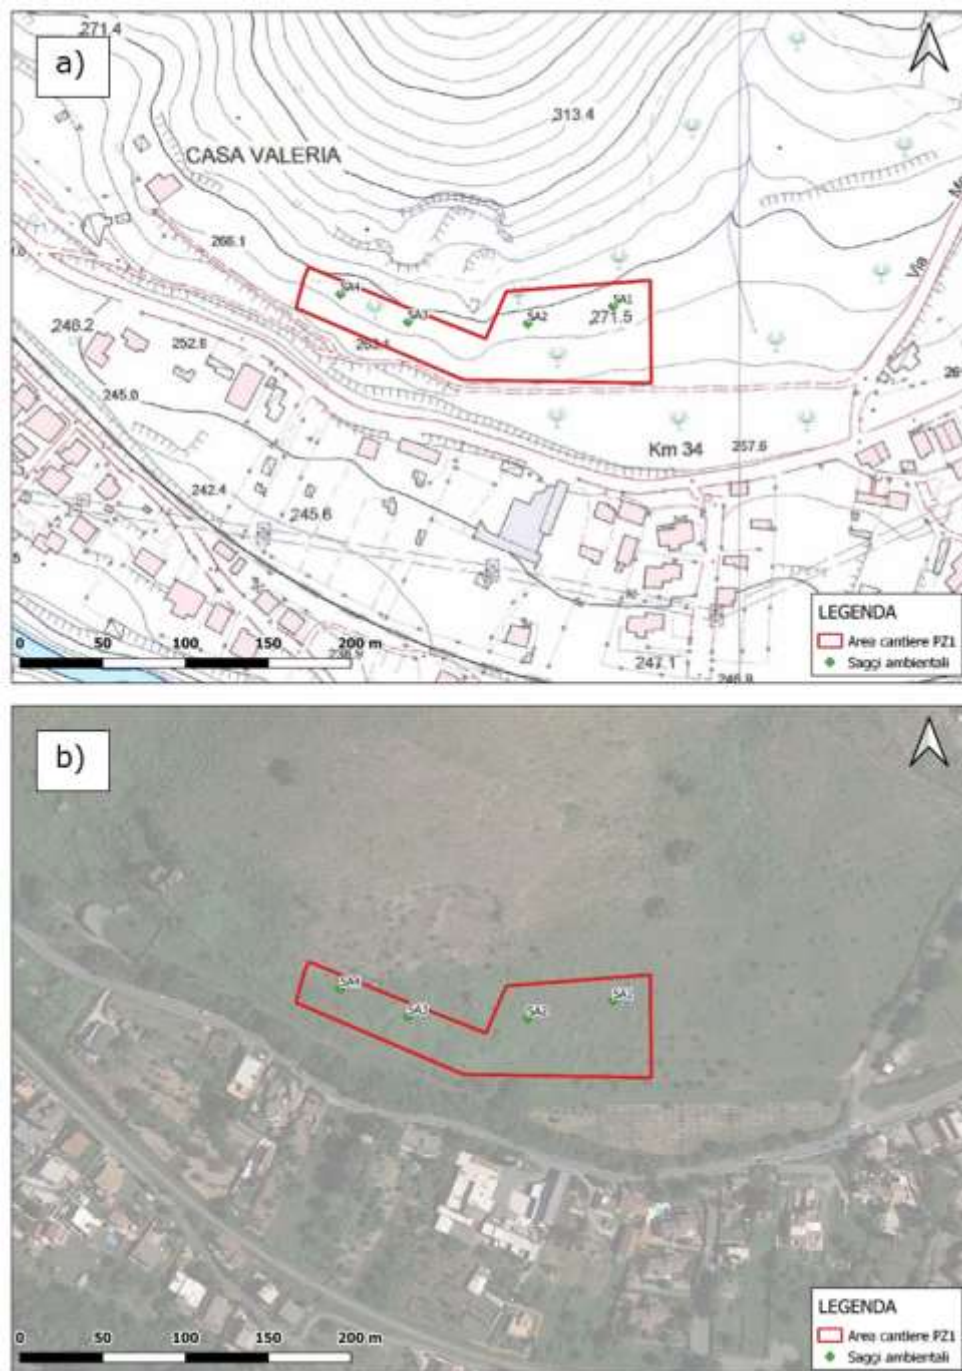 a)
271.4
313.4
CASA VALERIA
266.1
Via
SA4
SA3
SA2
SA1
271.5
248.2
252.8
245.0
Km 34
257.6
242.4
245.6
247.1
0 50 100 150 200 m
LEGENDA
Area cantiere PZ1
Saggi ambientali
b)
SA4
SA3
SA2
SA1
0 50 100 150 200 m
LEGENDA
Area cantiere PZ1
Saggi ambientali